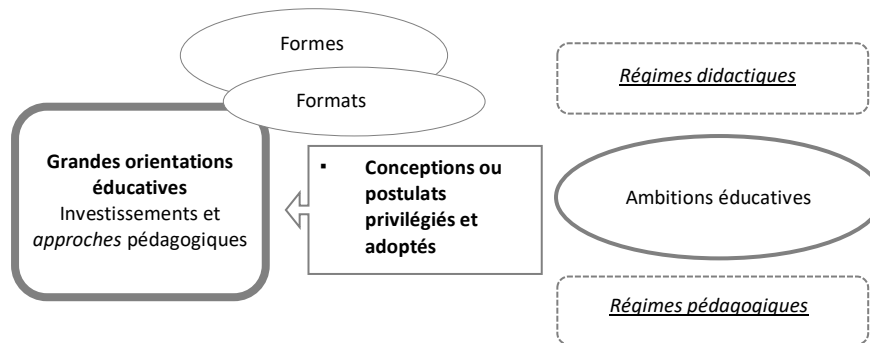 Formes
Formats
Grandes orientations
éducatives
Investissements et
approches pédagogiques
▪ Conceptions ou
postulats
privilégiés et
adoptés
Régimes didactiques
Ambitions éducatives
Régimes pédagogiques